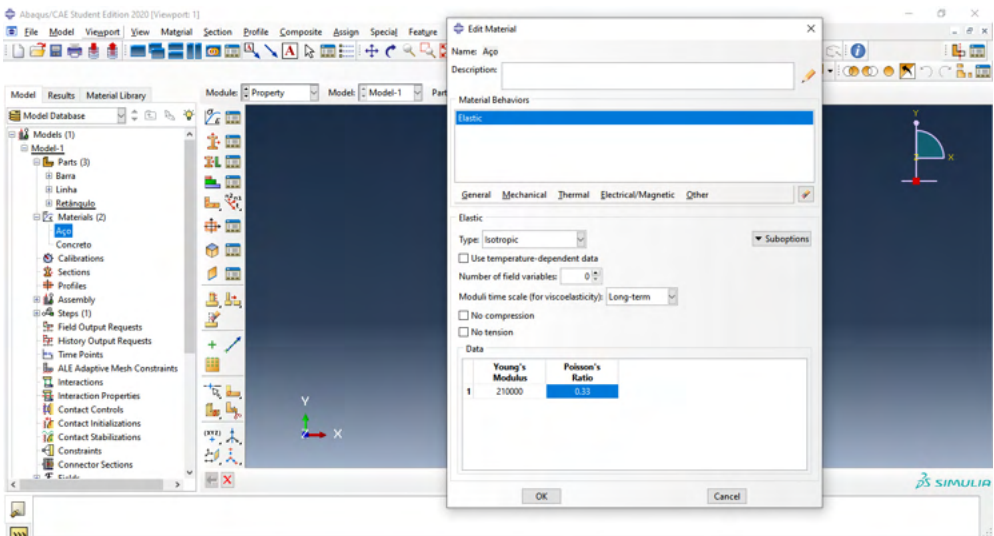 Abaqus/CAE Student Edition 2020 [Viewport: 1]
File Model Viewport View Material Section Profile Composite Assign Special Feature
Model Results Material Library
Module: Property Model: Model-1 Part
Model Database
Models (1)
Model-1
Parts (3)
Barra
Linha
Retângulo
Materials (2)
Aço
Concreto
Calibrations
Sections
Profiles
Assembly
Steps (1)
Field Output Requests
History Output Requests
Time Points
ALE Adaptive Mesh Constraints
Interactions
Interaction Properties
Contact Controls
Contact Initializations
Contact Stabilizations
Constraints
Connector Sections
Fields
Y
X
Edit Material
Name: Aço
Description:
Material Behaviors
Elastic
General Mechanical Thermal Electrical/Magnetic Other
Elastic
Type: Isotropic
Suboptions
Use temperature-dependent data
Number of field variables: 0
Moduli time scale (for viscoelasticity): Long-term
No compression
No tension
Data
Young's Poisson's
Modulus Ratio
1 210000 0.33
OK Cancel
Y
X
SIMULIA